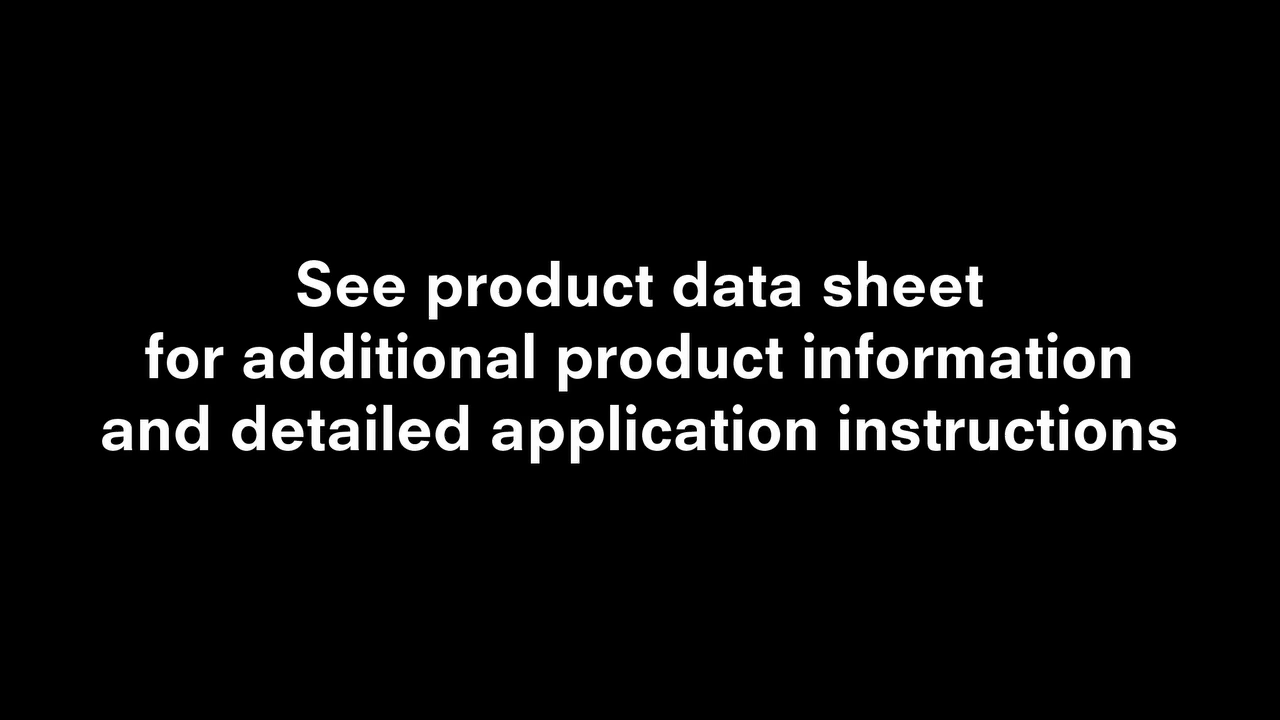 See product data sheet
for additional product information
and detailed application instructions